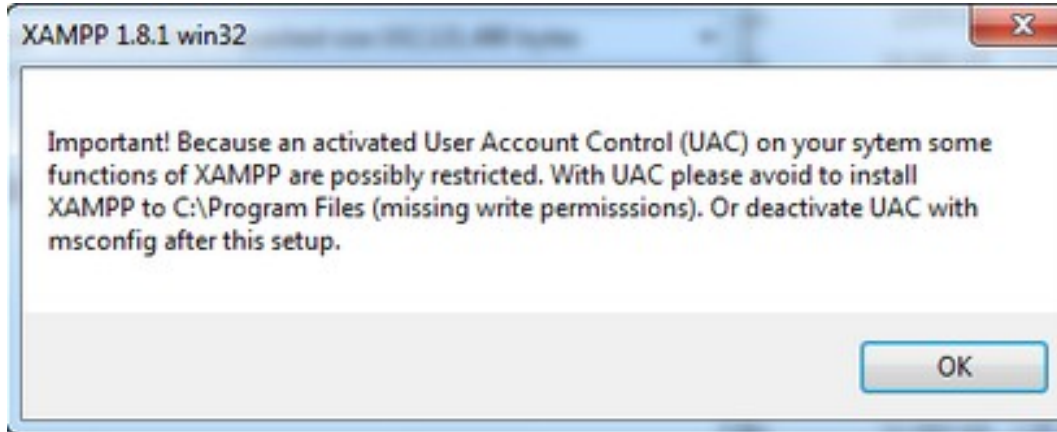 XAMPP 1.8.1 win32
Important! Because an activated User Account Control (UAC) on your sytem some
functions of XAMPP are possibly restricted. With UAC please avoid to install
XAMPP to C:\Program Files (missing write permisssions). Or deactivate UAC with
msconfig after this setup.
OK